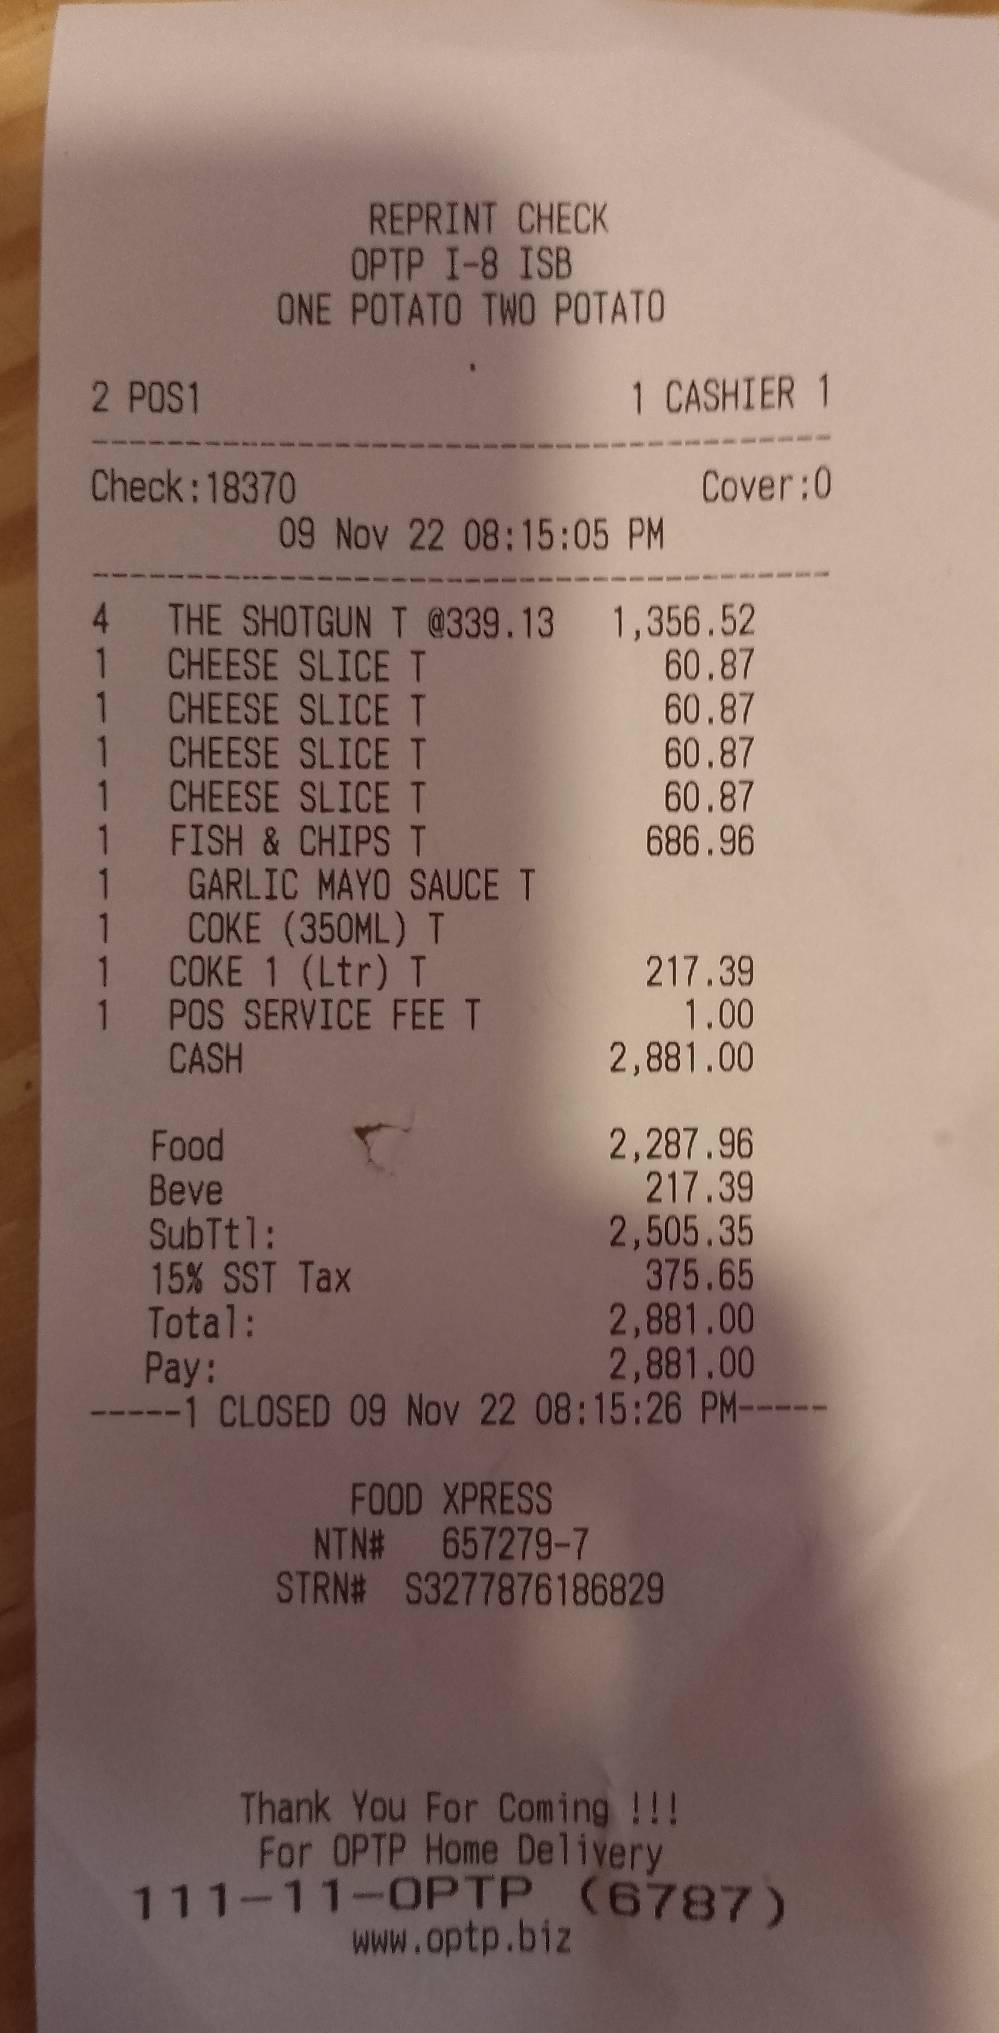 REPRINT CHECK
OPTP I-8 ISB
ONE POTATO TWO POTATO
2 POS1 1 CASHIER 1
--------------------------------
Check:18370 Cover:0
09 Nov 22 08:15:05 PM
--------------------------------
4 THE SHOTGUN T @339.13 1,356.52
1 CHEESE SLICE T 60.87
1 CHEESE SLICE T 60.87
1 CHEESE SLICE T 60.87
1 CHEESE SLICE T 60.87
1 FISH & CHIPS T 686.96
1 GARLIC MAYO SAUCE T
1 COKE (350ML) T
1 COKE 1 (Ltr) T 217.39
1 POS SERVICE FEE T 1.00
CASH 2,881.00
Food 2,287.96
Beve 217.39
SubTtl: 2,505.35
15% SST Tax 375.65
Total: 2,881.00
Pay: 2,881.00
-----1 CLOSED 09 Nov 22 08:15:26 PM-----
FOOD XPRESS
NTN# 657279-7
STRN# S3277876186829
Thank You For Coming !!!
For OPTP Home Delivery
111-11-OPTP (6787)
www.optp.biz